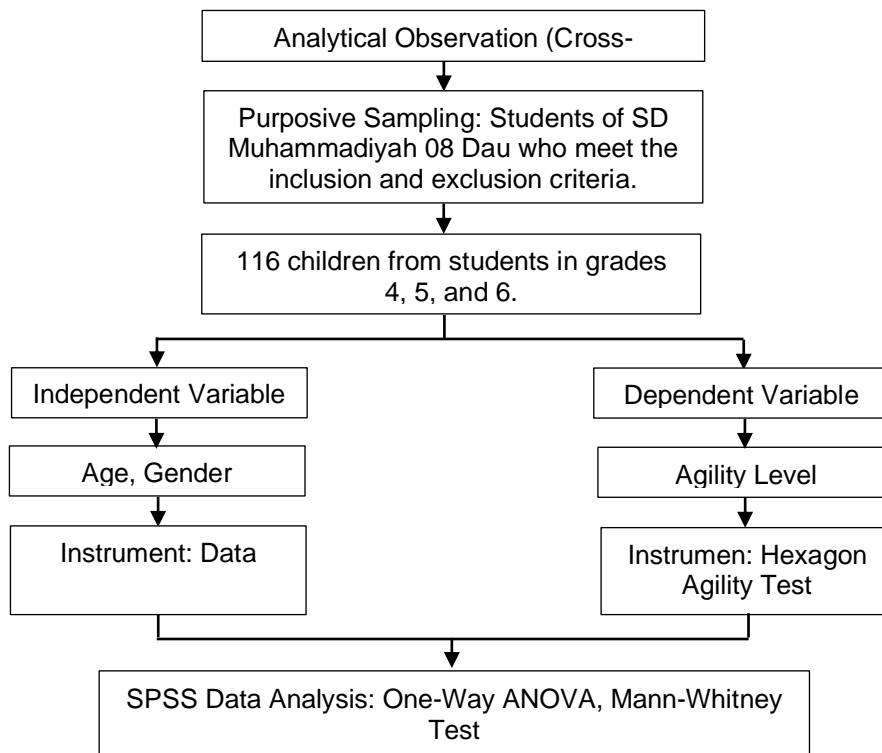 Analytical Observation (Cross-
Purposive Sampling: Students of SD
Muhammadiyah 08 Dau who meet the
inclusion and exclusion criteria.
116 children from students in grades
4, 5, and 6.
Independent Variable
Dependent Variable
Age, Gender
Agility Level
Instrument: Data
Instrumen: Hexagon
Agility Test
SPSS Data Analysis: One-Way ANOVA, Mann-Whitney
Test